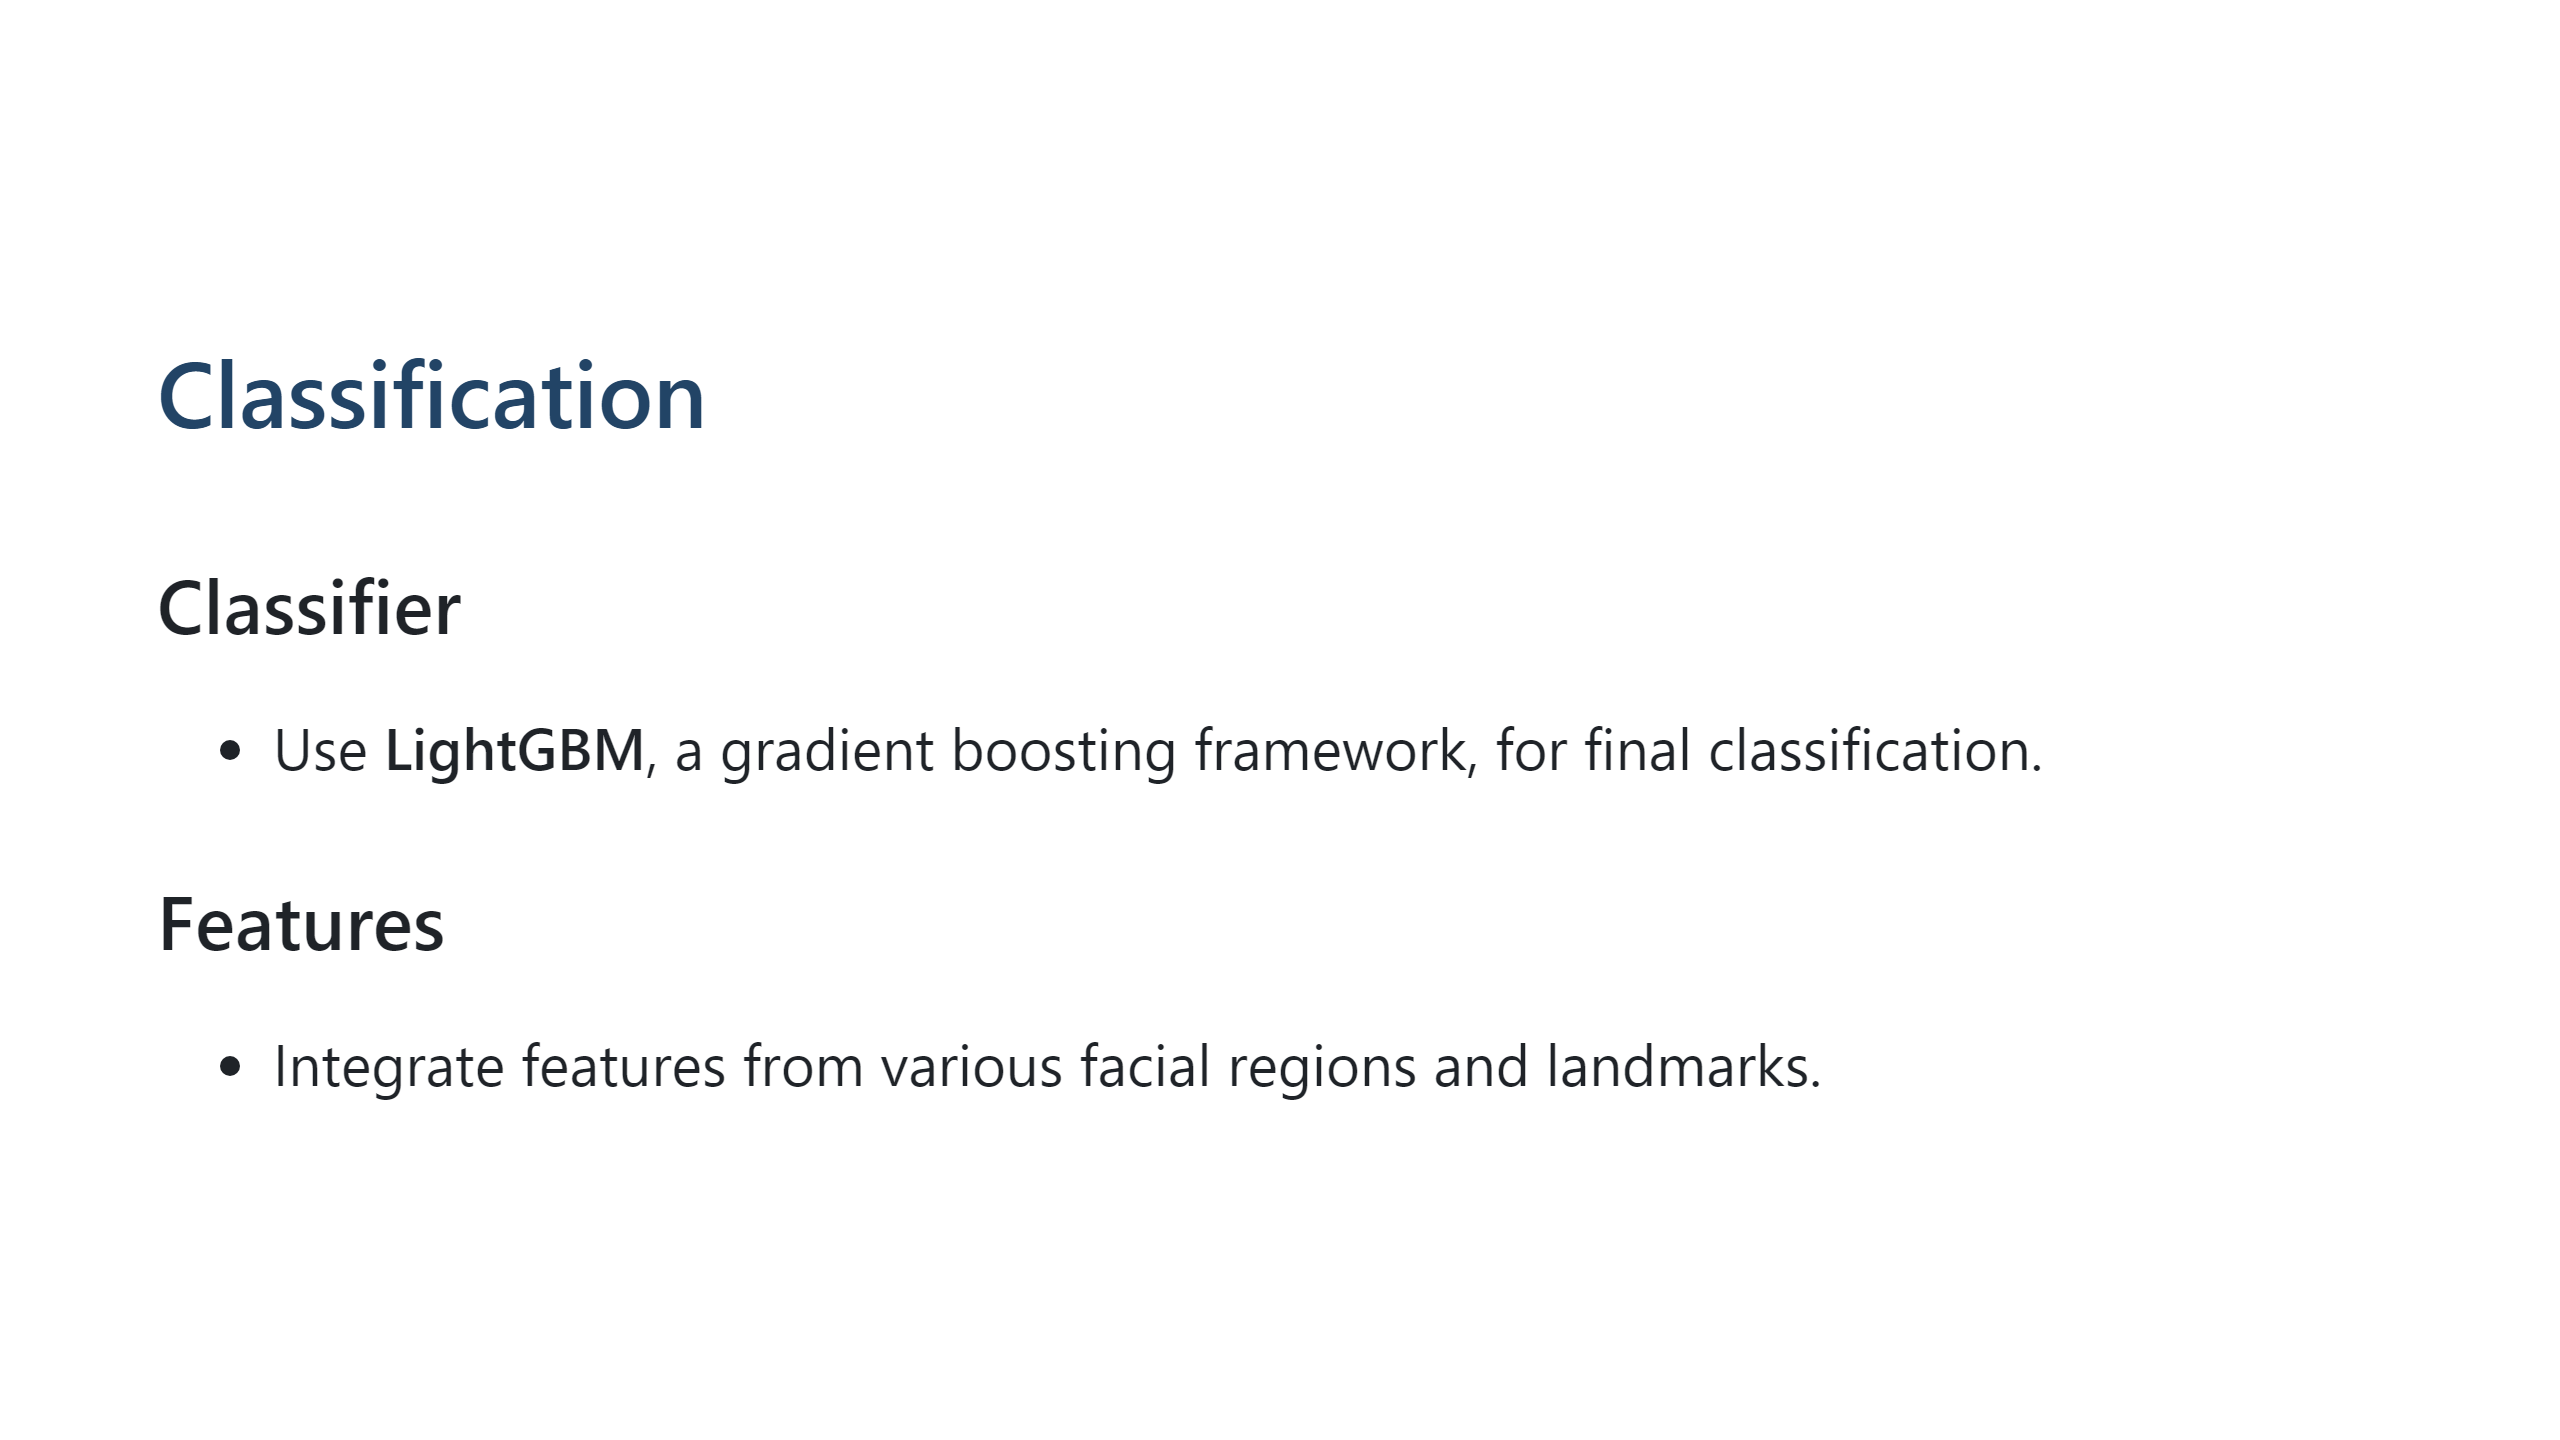 Classification
Classifier
• Use LightGBM, a gradient boosting framework, for final classification.
Features
• Integrate features from various facial regions and landmarks.